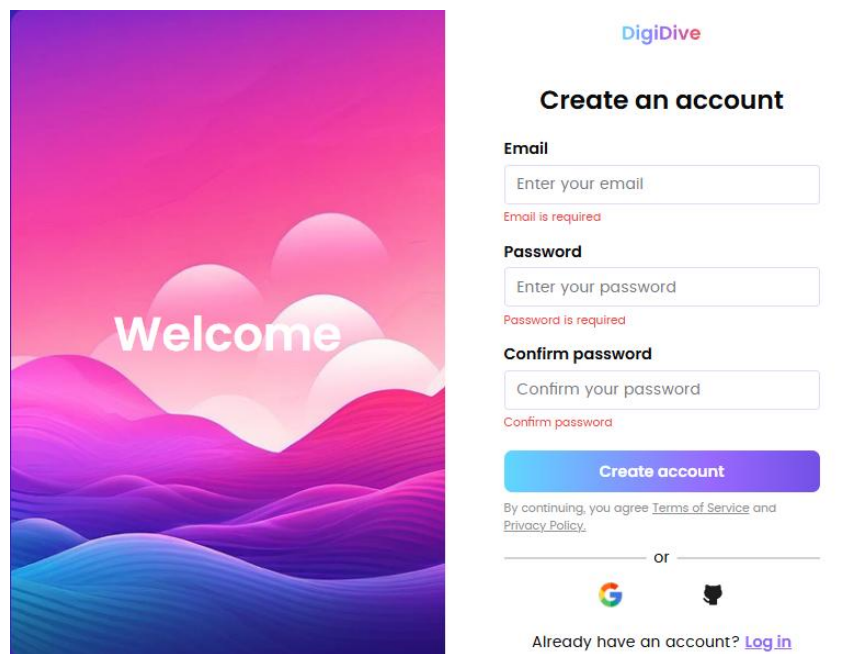 Welcome
DigiDive
Create an account
Email
Enter your email
Email is required
Password
Enter your password
Password is required
Confirm password
Confirm your password
Confirm password
Create account
By continuing, you agree Terms of Service and
Privacy Policy.
or
Already have an account? Log in